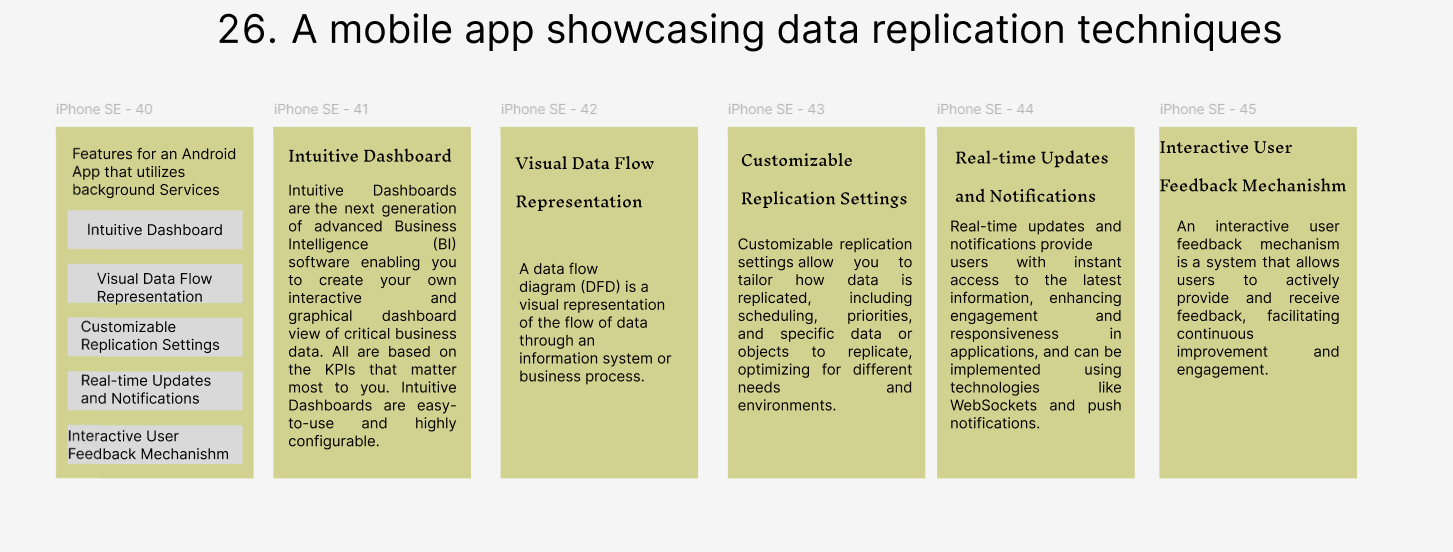 26. A mobile app showcasing data replication techniques
iPhone SE - 40
Features for an Android
App that utilizes
background Services
Intuitive Dashboard
Visual Data Flow
Representation
Customizable
Replication Settings
Real-time Updates
and Notifications
Interactive User
Feedback Mechanishm
iPhone SE - 41
Intuitive Dashboard
Intuitive Dashboards
are the next generation
of advanced Business
Intelligence (BI)
software enabling you
to create your own
interactive and
graphical dashboard
view of critical business
data. All are based on
the KPIs that matter
most to you. Intuitive
Dashboards are easy-
to-use and highly
configurable.
iPhone SE - 42
Visual Data Flow
Representation
A data flow
diagram (DFD) is a
visual representation
of the flow of data
through an
information system or
business process.
iPhone SE - 43
Customizable
Replication Settings
Customizable replication
settings allow you to
tailor how data is
replicated, including
scheduling, priorities,
and specific data or
objects to replicate,
optimizing for different
needs and
environments.
iPhone SE - 44
Real-time Updates
and Notifications
Real-time updates and
notifications provide
users with instant
access to the latest
information, enhancing
engagement and
responsiveness in
applications, and can be
implemented using
technologies like
WebSockets and push
notifications.
iPhone SE - 45
Interactive User
Feedback Mechanishm
An interactive user
feedback mechanism
is a system that allows
users to actively
provide and receive
feedback, facilitating
continuous
improvement and
engagement.